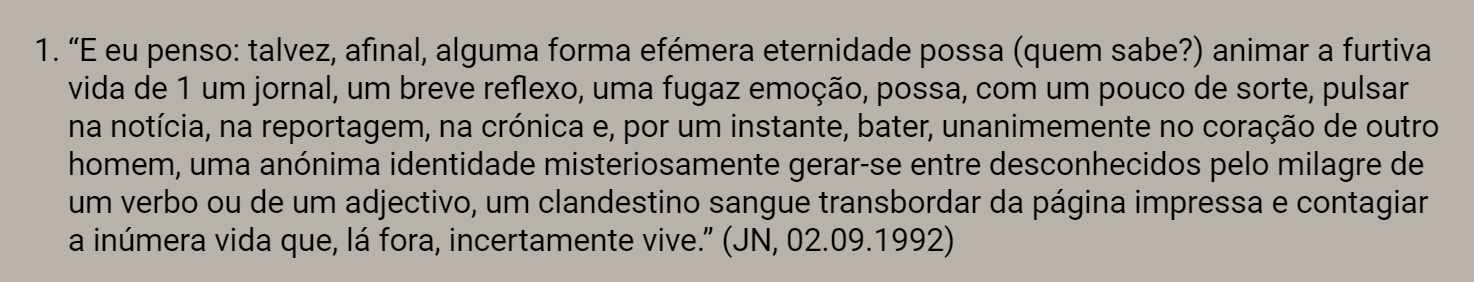 1. “E eu penso: talvez, afinal, alguma forma efémera eternidade possa (quem sabe?) animar a furtiva
vida de 1 um jornal, um breve reflexo, uma fugaz emoção, possa, com um pouco de sorte, pulsar
na notícia, na reportagem, na crónica e, por um instante, bater, unanimemente no coração de outro
homem, uma anónima identidade misteriosamente gerar-se entre desconhecidos pelo milagre de
um verbo ou de um adjectivo, um clandestino sangue transbordar da página impressa e contagiar
a inúmera vida que, lá fora, incertamente vive.” (JN, 02.09.1992)